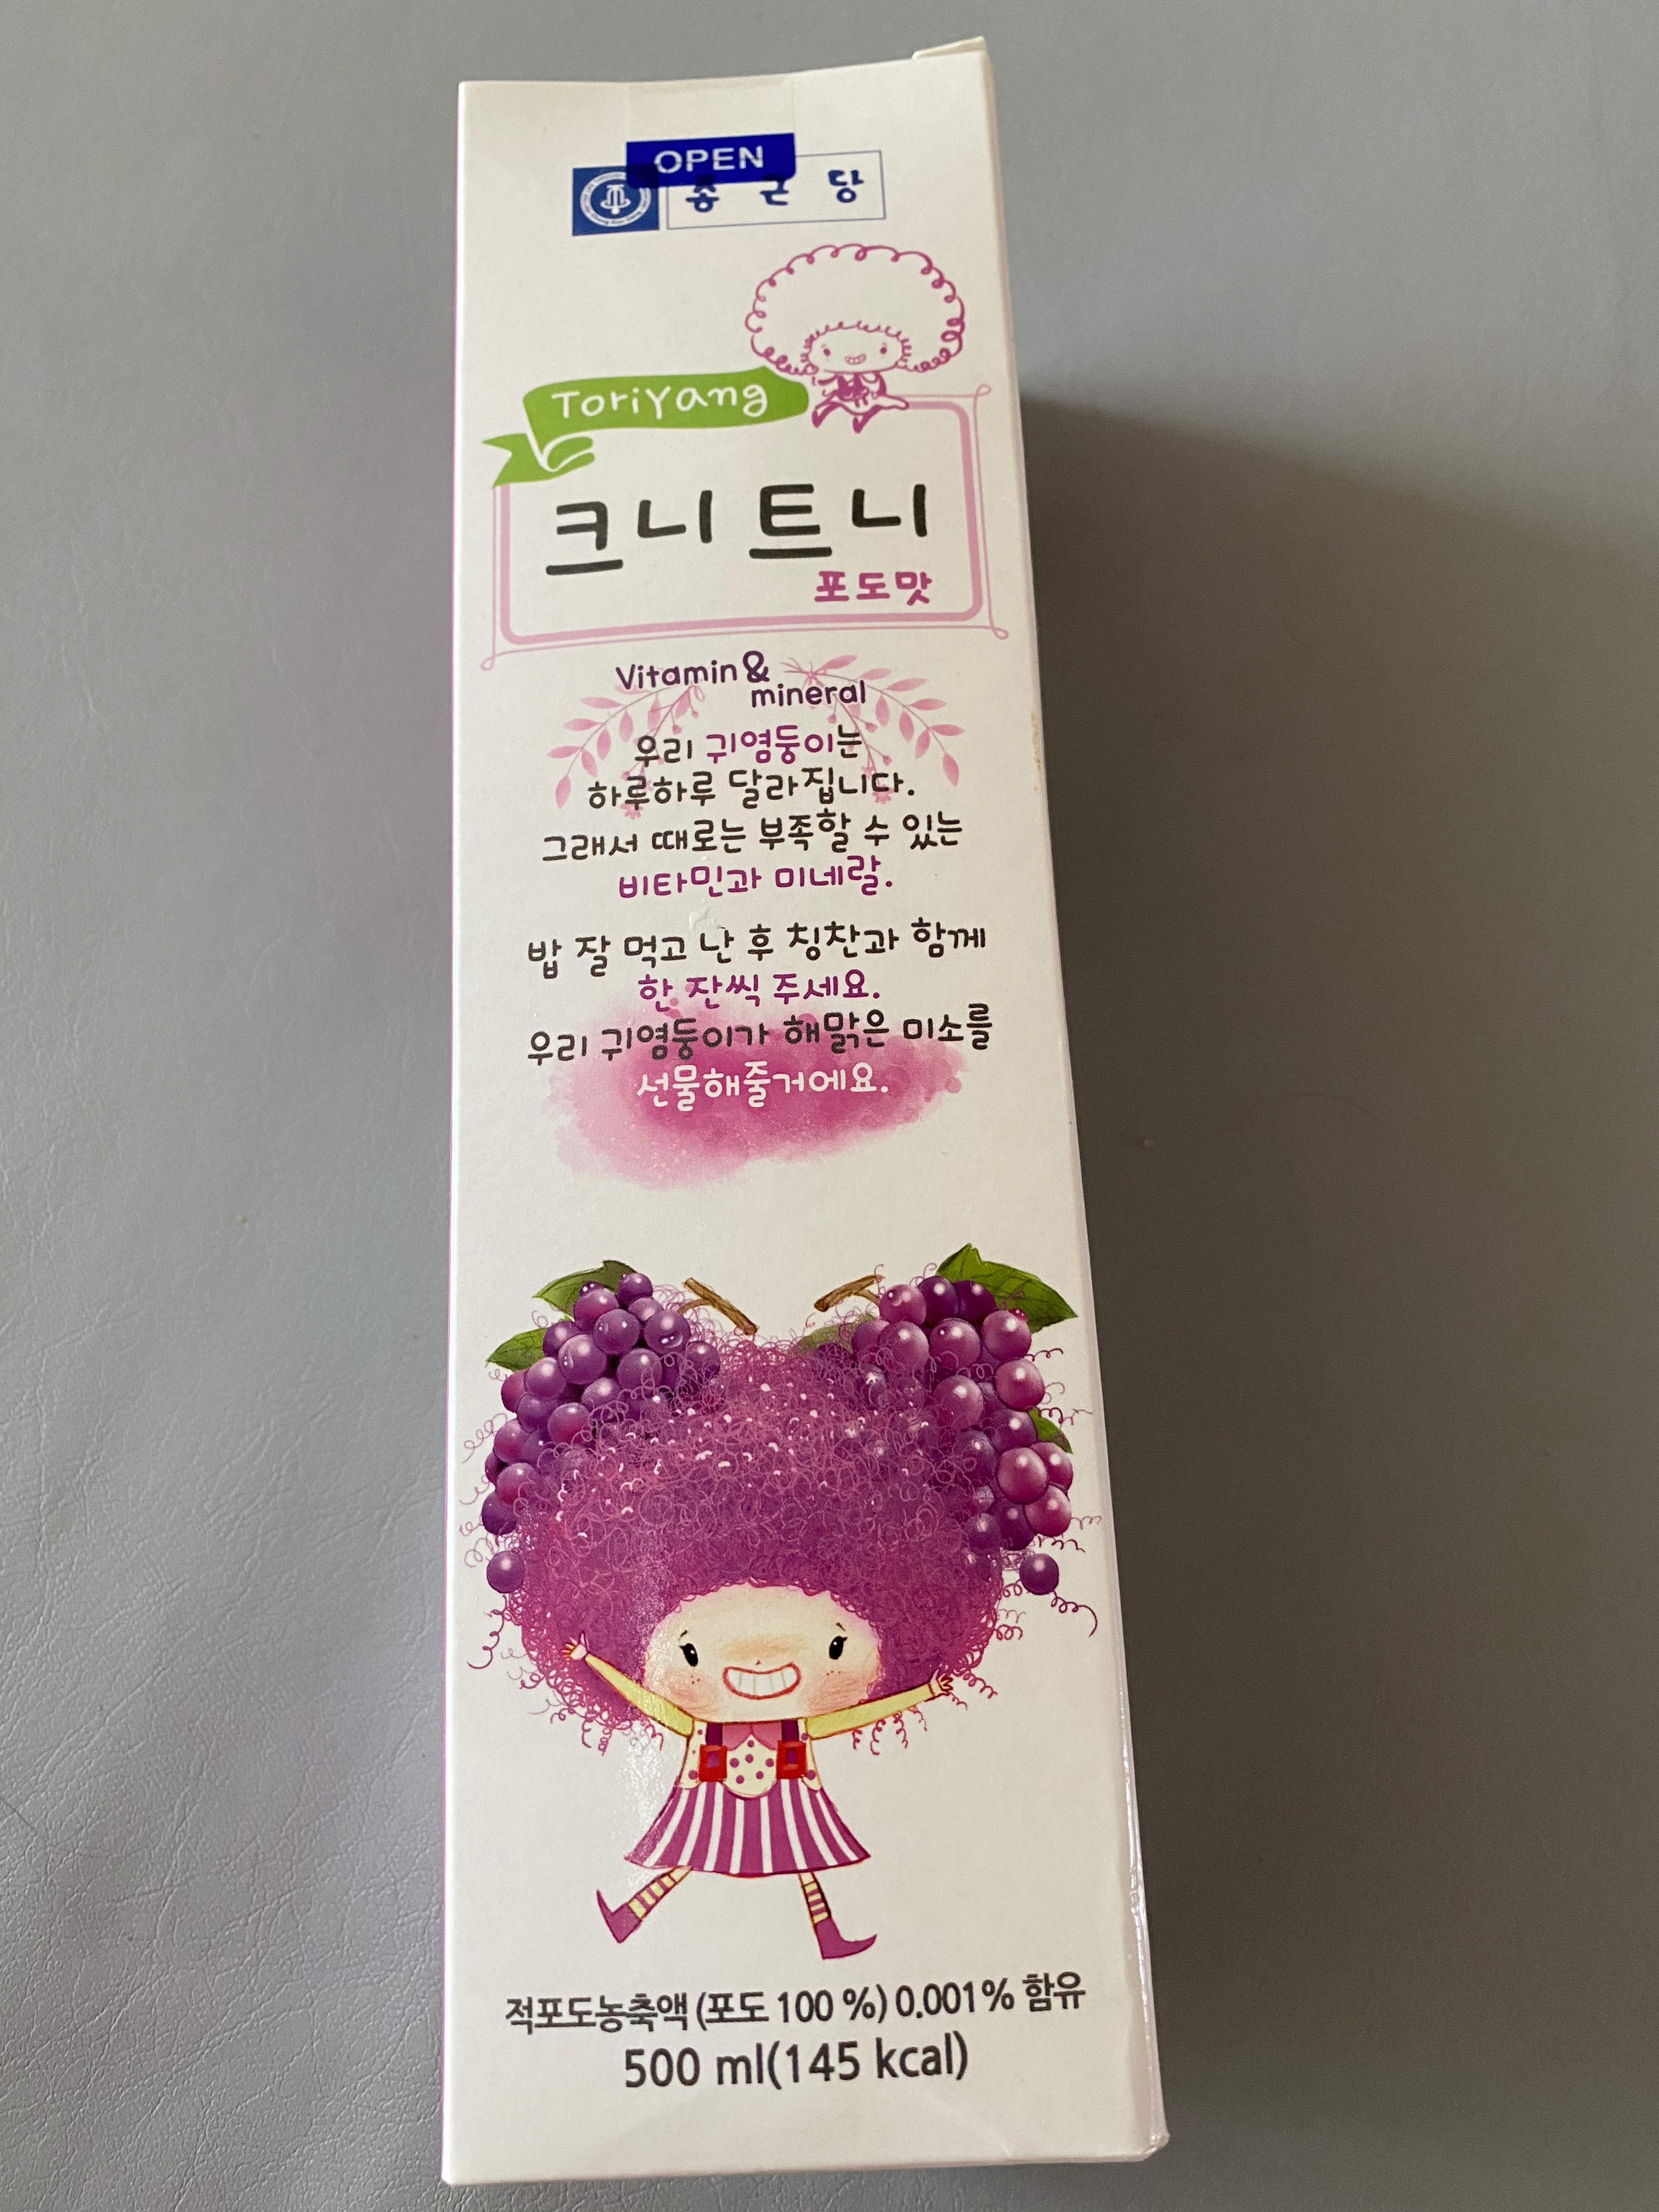 OPEN
종근당
Toriyang
크니트니
포도맛
Vitamin &
mineral
우리 귀염둥이는
하루하루 달라집니다.
그래서 때로는 부족할 수 있는
비타민과 미네랄.
밥 잘 먹고 난 후 칭찬과 함께
한 잔씩 주세요.
우리 귀염둥이가 해맑은 미소를
선물해줄거에요.
적포도농축액 (포도 100 %) 0.001% 함유
500 ml(145 kcal)